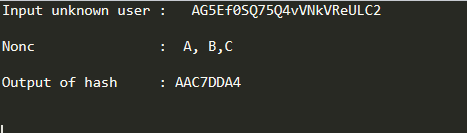 Input unknown user :   AG5Ef0SQ75Q4vVNkVReULC2
Nonc               :  A, B,C
Output of hash     : AAC7DDA4